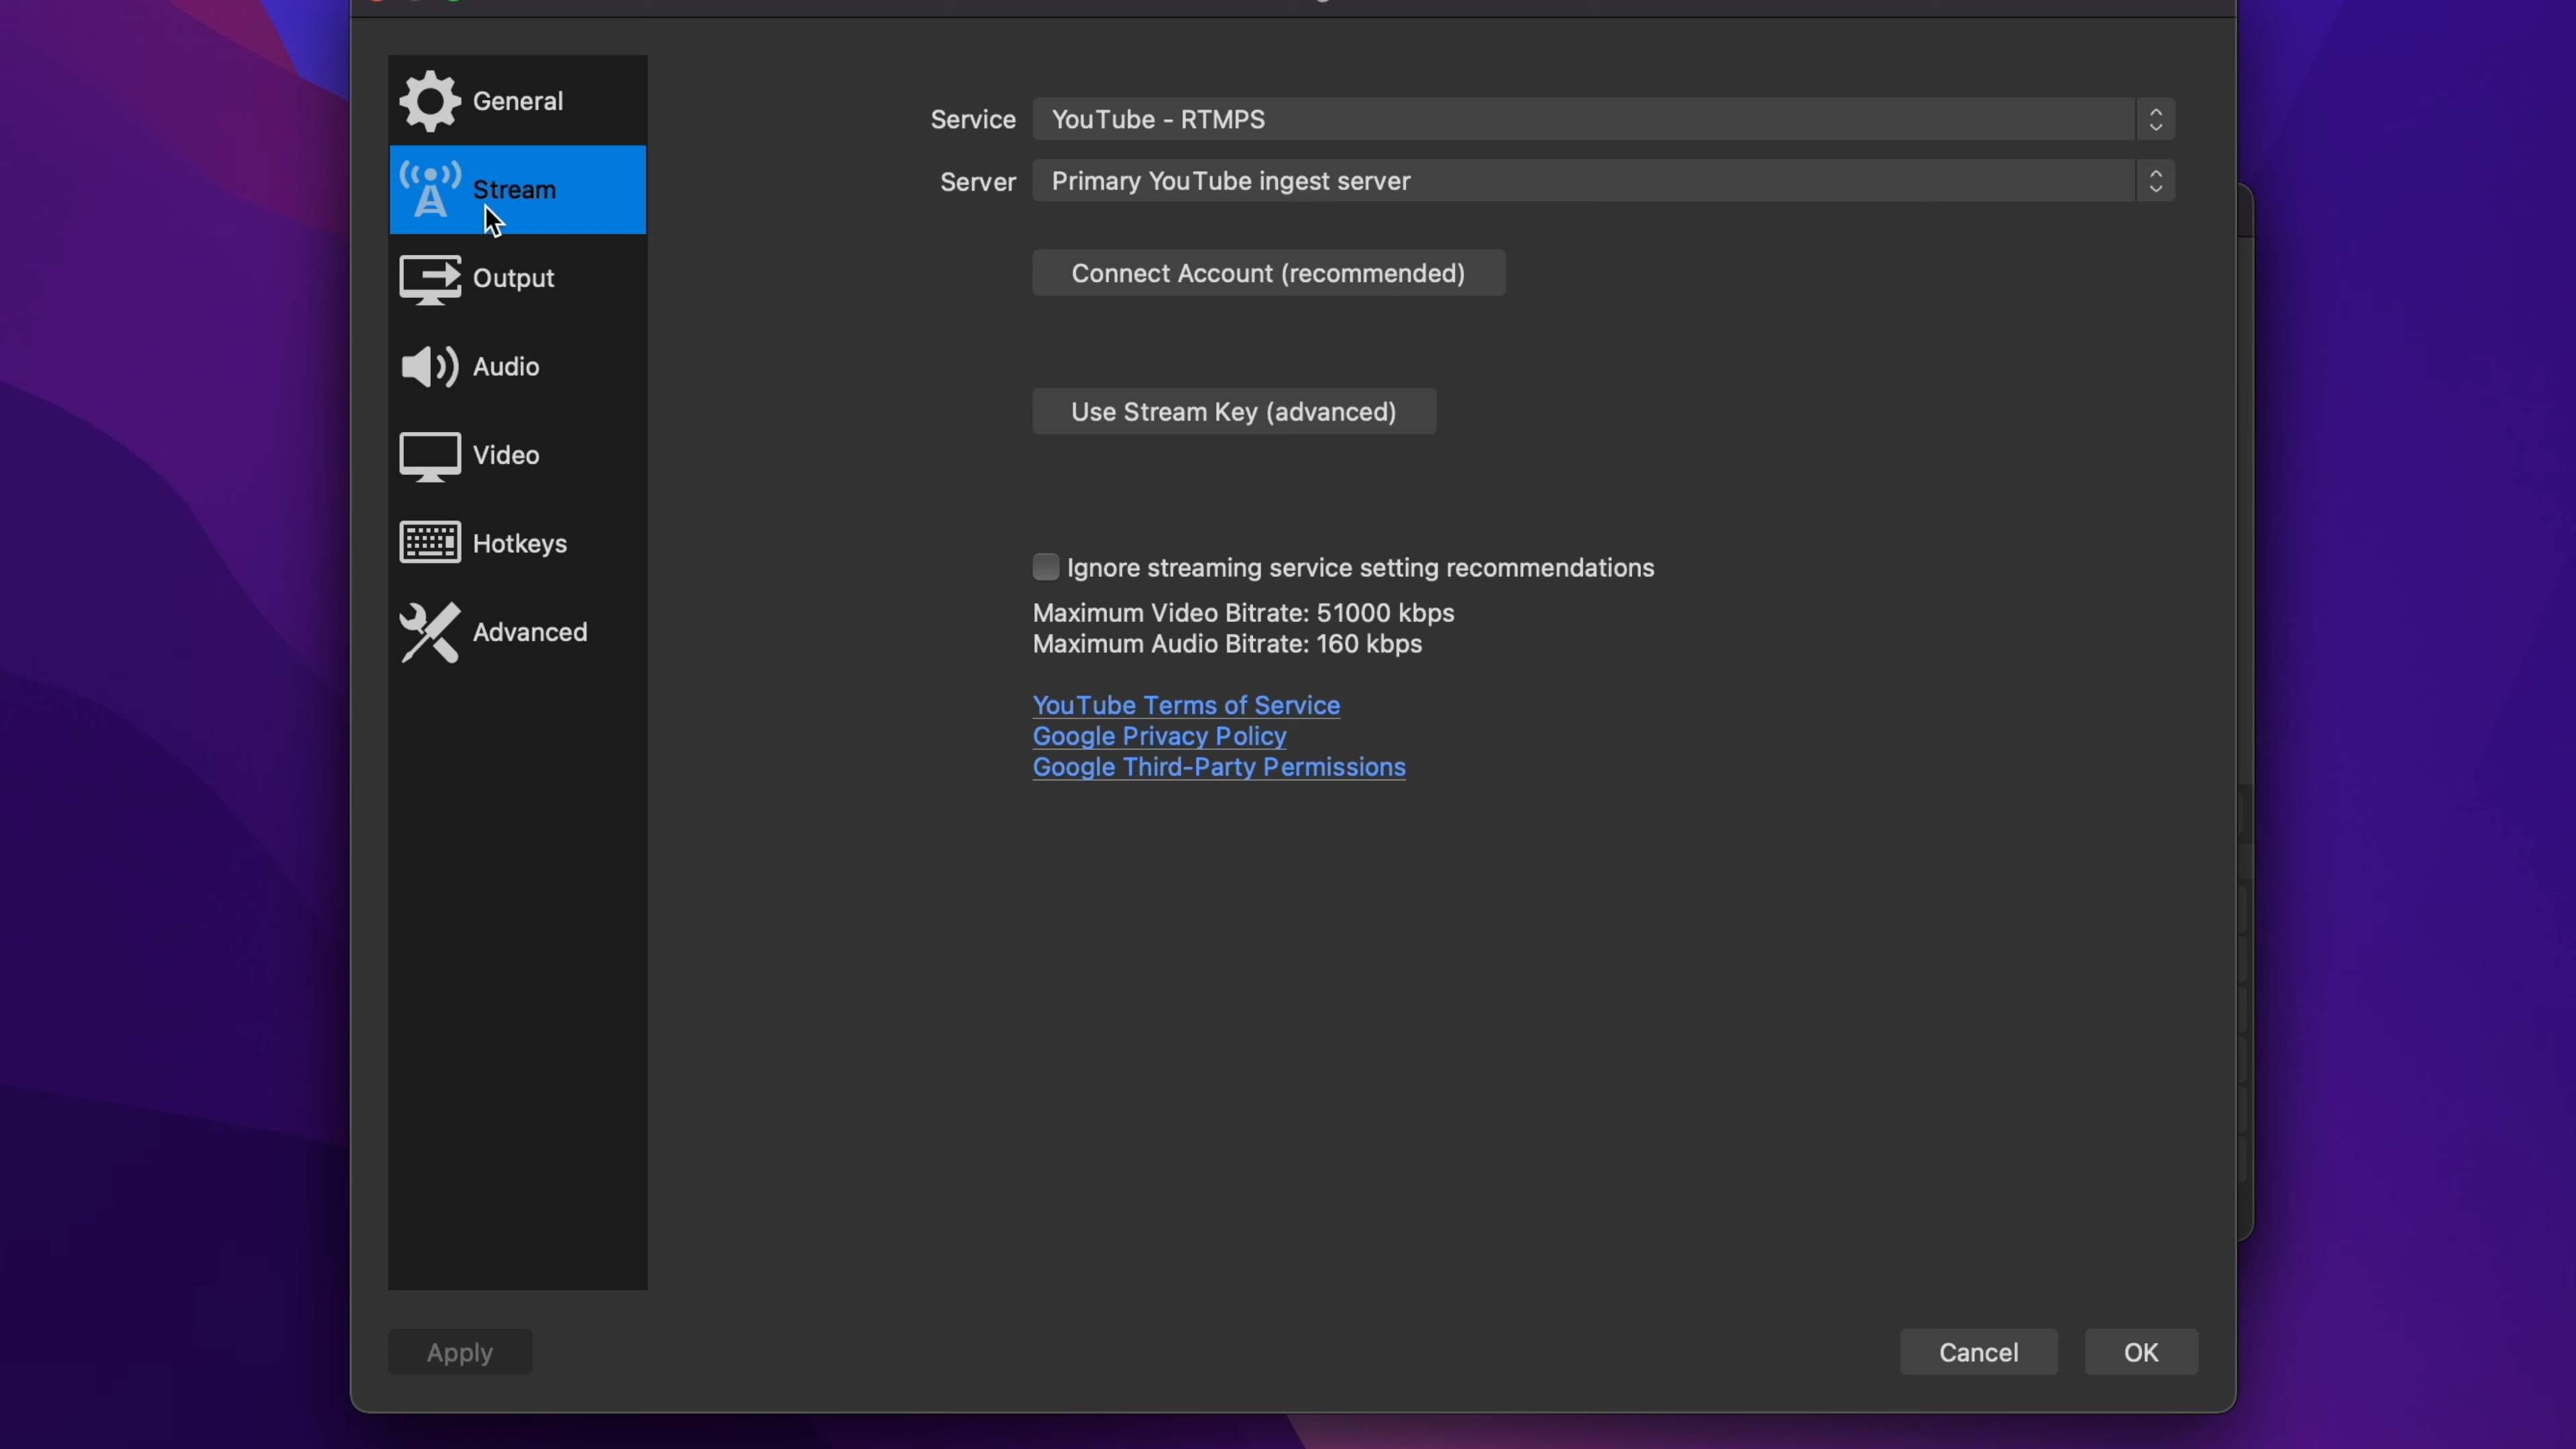 General
Stream
Output
Audio
Video
Hotkeys
Advanced
Service YouTube - RTMPS
Server Primary YouTube ingest server
Connect Account (recommended)
Use Stream Key (advanced)
Ignore streaming service setting recommendations
Maximum Video Bitrate: 51000 kbps
Maximum Audio Bitrate: 160 kbps
YouTube Terms of Service
Google Privacy Policy
Google Third-Party Permissions
Apply
Cancel
OK